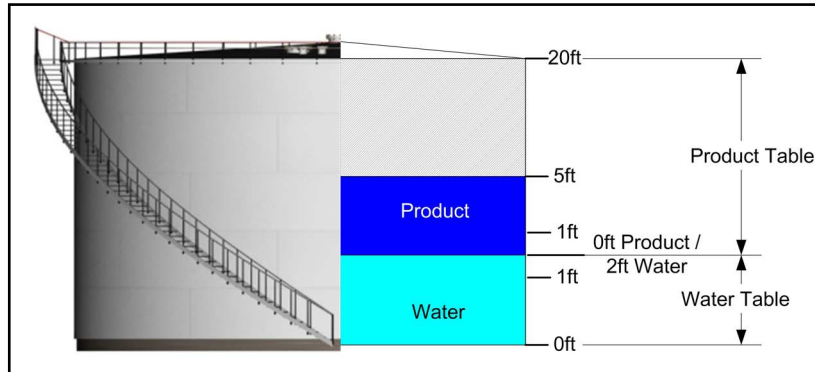 20ft
Product Table
5ft
Product
1ft
0ft Product /
2ft Water
1ft
Water Table
Water
0ft